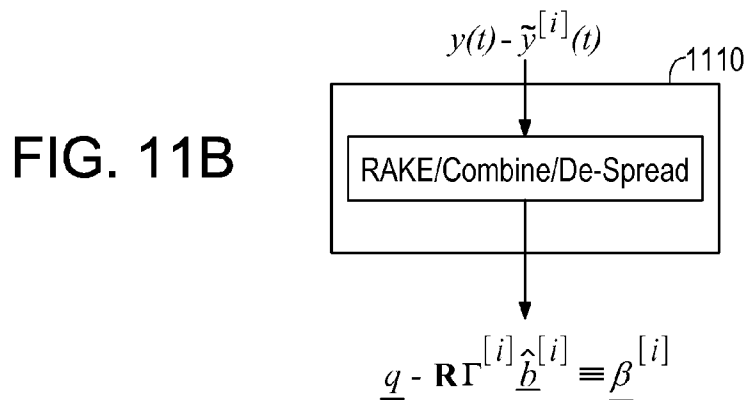 y(t) - ỹ^[i](t)
1110
FIG. 11B
RAKE/Combine/De-Spread
q̲ - RΓ^[i] b̲̂^[i] ≡ β̲^[i]